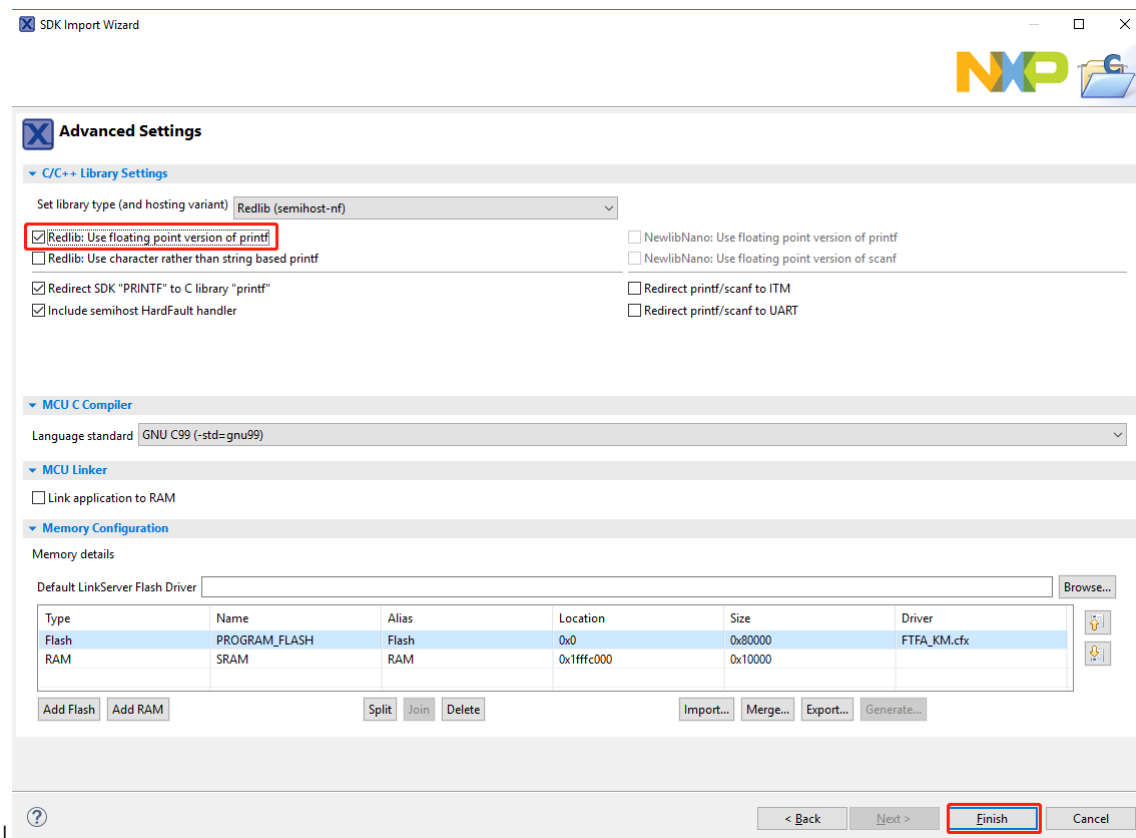 SDK Import Wizard
NXP
C
Advanced Settings
C/C++ Library Settings
Set library type (and hosting variant) Redlib (semihost-nf)
Redlib: Use floating point version of printf NewlibNano: Use floating point version of printf
Redlib: Use character rather than string based printf NewlibNano: Use floating point version of scanf
Redirect SDK "PRINTF" to C library "printf" Redirect printf/scanf to ITM
Include semihost HardFault handler Redirect printf/scanf to UART
MCU C Compiler
Language standard GNU C99 (-std=gnu99)
MCU Linker
Link application to RAM
Memory Configuration
Memory details
Default LinkServer Flash Driver Browse...
Type Name Alias Location Size Driver
Flash PROGRAM_FLASH Flash 0x0 0x80000 FTFA_KM.cfx
RAM SRAM RAM 0x1fffc000 0x10000
Add Flash Add RAM Split Join Delete Import... Merge... Export... Generate...
? < Back Next > Finish Cancel